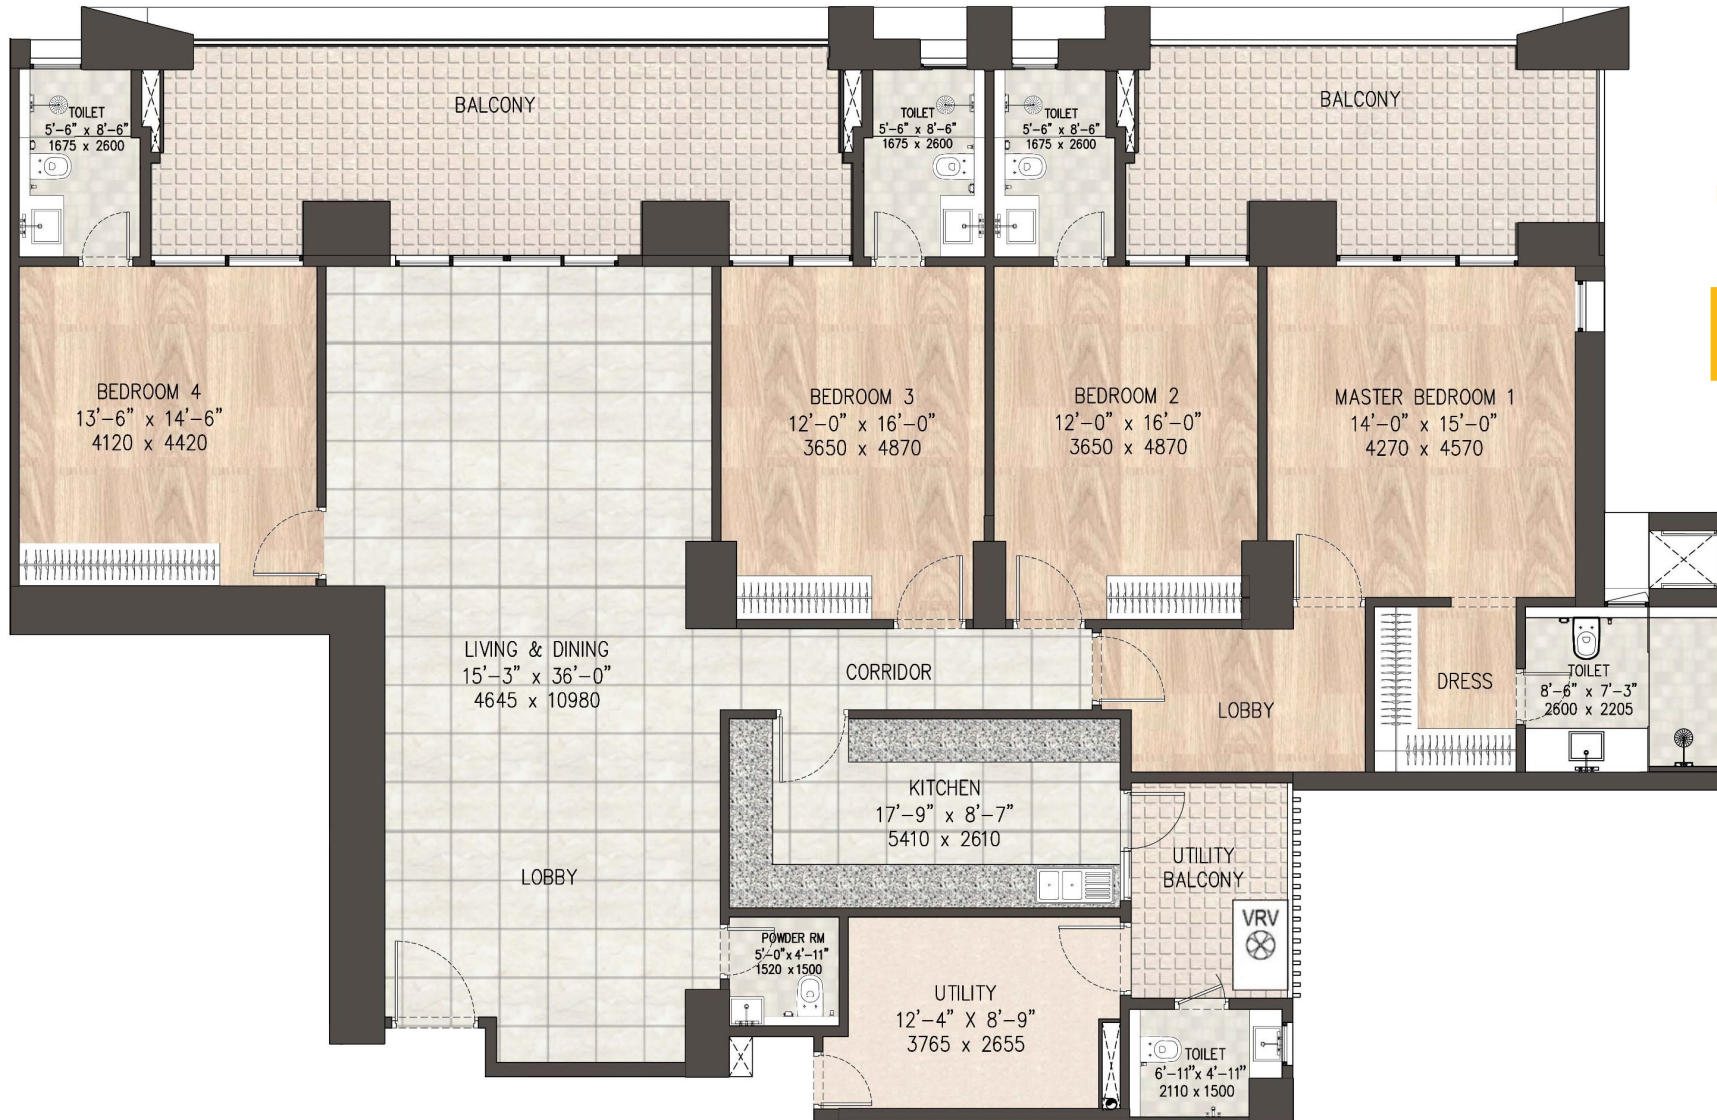 BALCONY
BALCONY
TOILET
5'-6" x 8'-6"
1675 x 2600
TOILET
5'-6" x 8'-6"
1675 x 2600
TOILET
5'-6" x 8'-6"
1675 x 2600
BEDROOM 4
13'-6" x 14'-6"
4120 x 4420
BEDROOM 3
12'-0" x 16'-0"
3650 x 4870
BEDROOM 2
12'-0" x 16'-0"
3650 x 4870
MASTER BEDROOM 1
14'-0" x 15'-0"
4270 x 4570
LIVING & DINING
15'-3" x 36'-0"
4645 x 10980
CORRIDOR
LOBBY
DRESS
TOILET
8'-6" x 7'-3"
2600 x 2205
KITCHEN
17'-9" x 8'-7"
5410 x 2610
LOBBY
UTILITY
BALCONY
VRV
POWDER RM
5'-0"x 4'-11"
1520 x 1500
UTILITY
12'-4" X 8'-9"
3765 x 2655
TOILET
6'-11"x 4'-11"
2110 x 1500